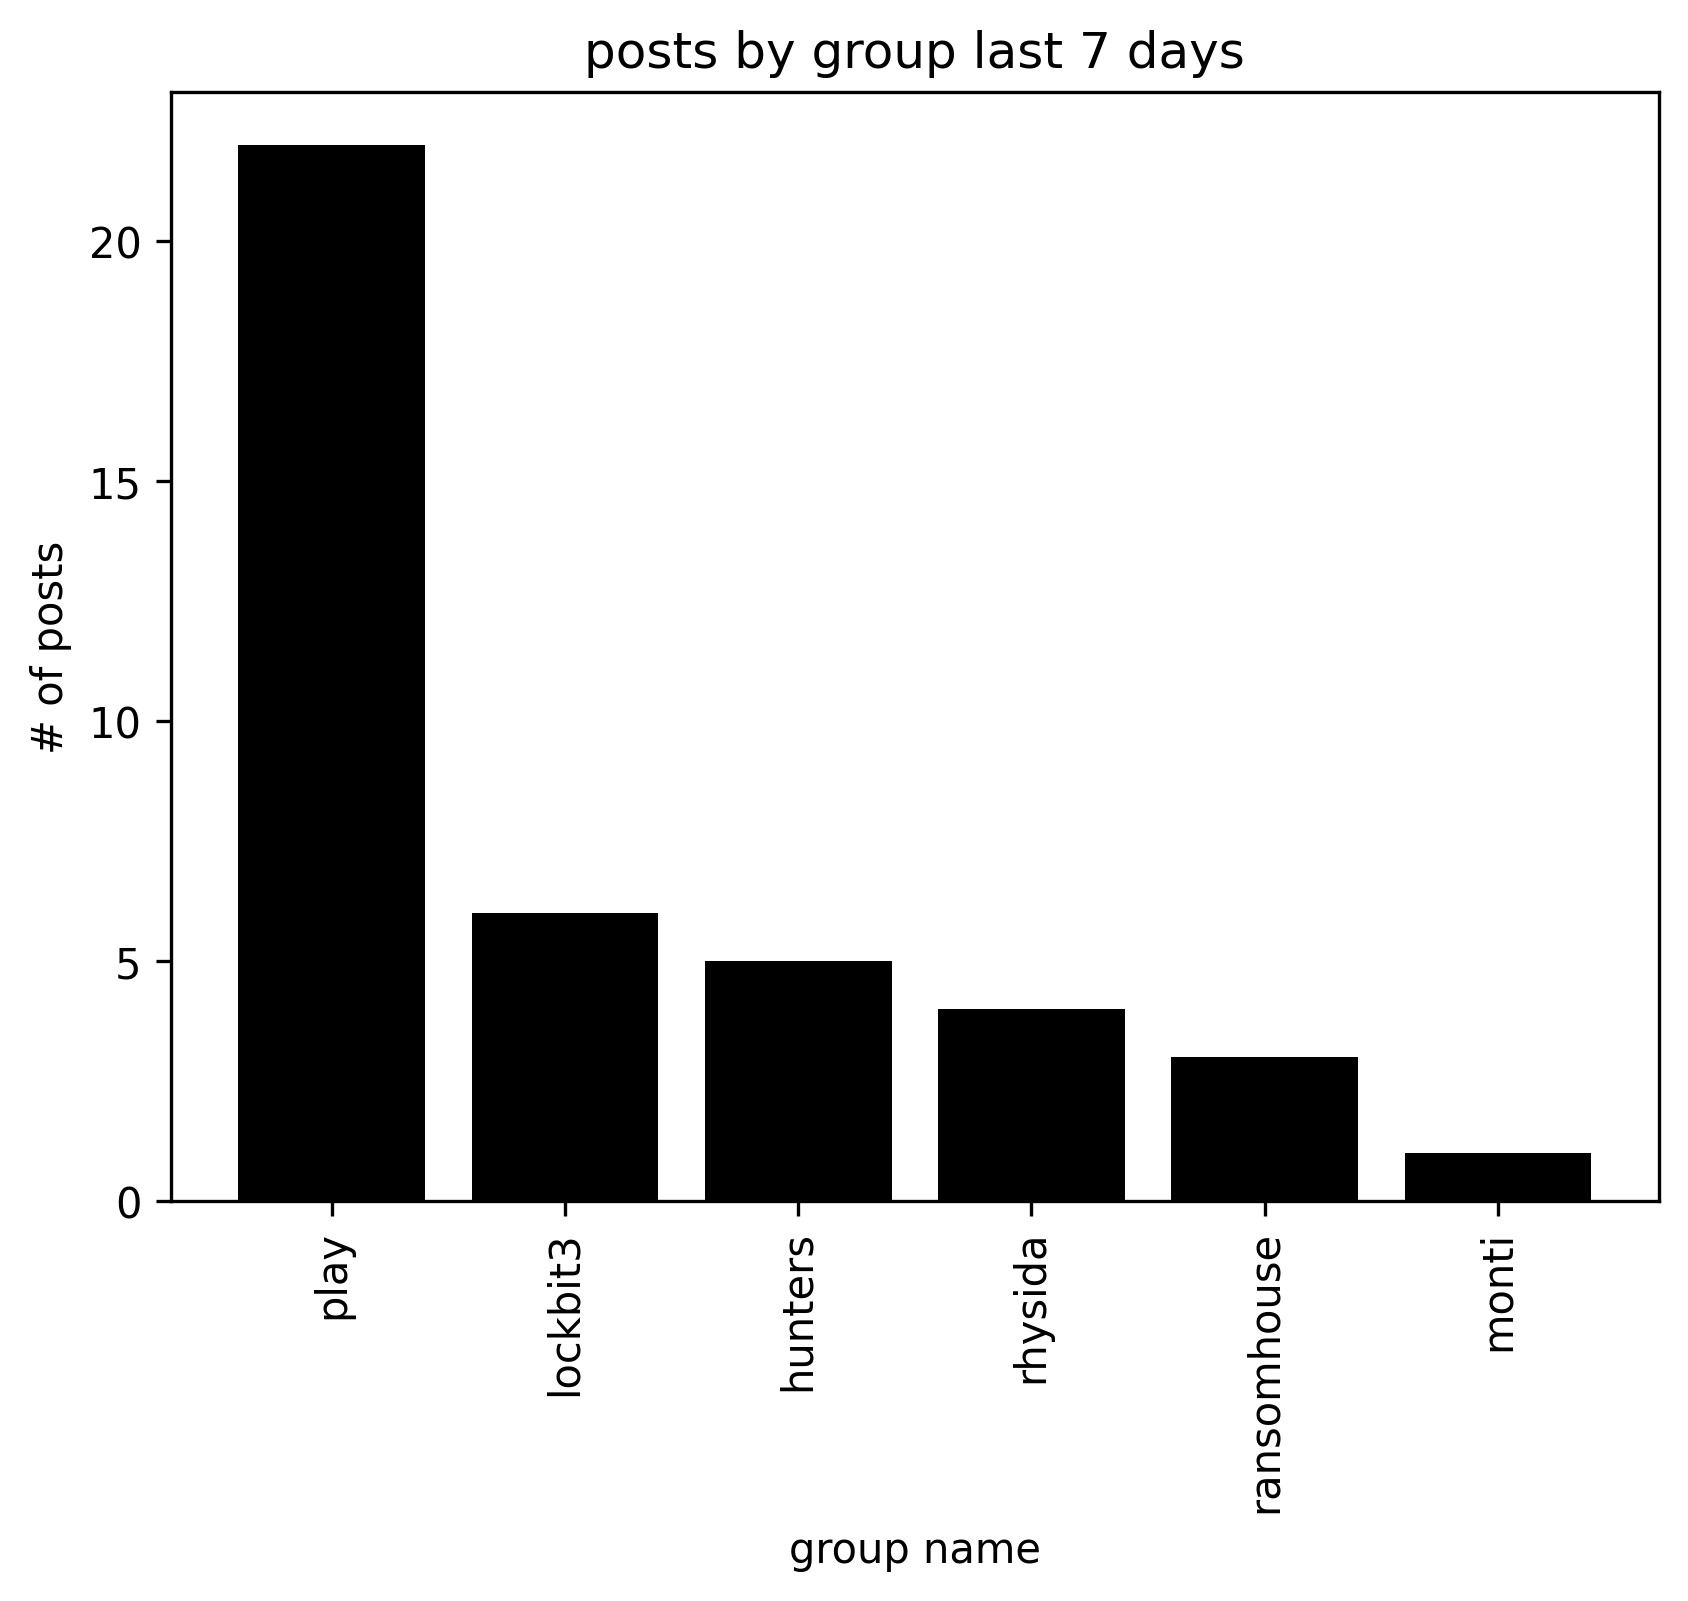 posts by group last 7 days
# of posts
20
15
10
5
0
play
lockbit3
hunters
rhysida
ransomhouse
monti
group name